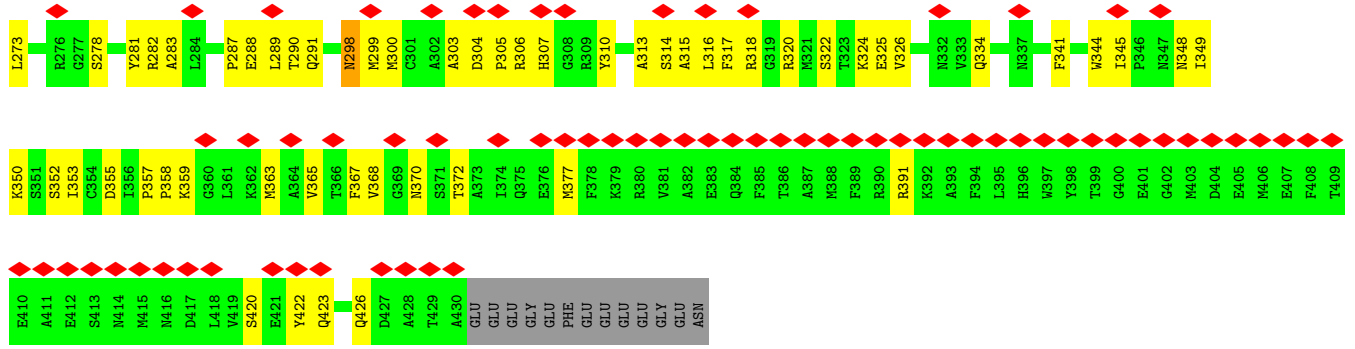 L273 R276 G277 S278 Y281 R282 A283 L284 P287 E288 L289 T290 Q291 N298 M299 M300 C301 A302 A303 D304 P305 R306 H307 G308 R309 Y310 A313 S314 A315 L316 F317 R318 G319 R320 M321 S322 T323 K324 E325 V326 N332 V333 Q334 N337 F341 W344 I345 P346 N347 N348 I349
K350 S351 S352 I353 C354 D355 I356 P357 P358 K359 G360 L361 K362 M363 A364 V365 T366 F367 V368 G369 N370 S371 T372 A373 I374 Q375 E376 M377 F378 K379 R380 V381 A382 E383 Q384 F385 T386 A387 M388 F389 R390 R391 K392 A393 F394 L395 H396 W397 Y398 T399 G400 E401 G402 M403 D404 E405 M406 E407 F408 T409
E410 A411 E412 S413 N414 M415 N416 D417 L418 V419 S420 E421 Y422 Q423 Q426 D427 A428 T429 A430 GLU GLU GLU GLY GLU PHE GLU GLU GLU GLU GLY GLU ASN